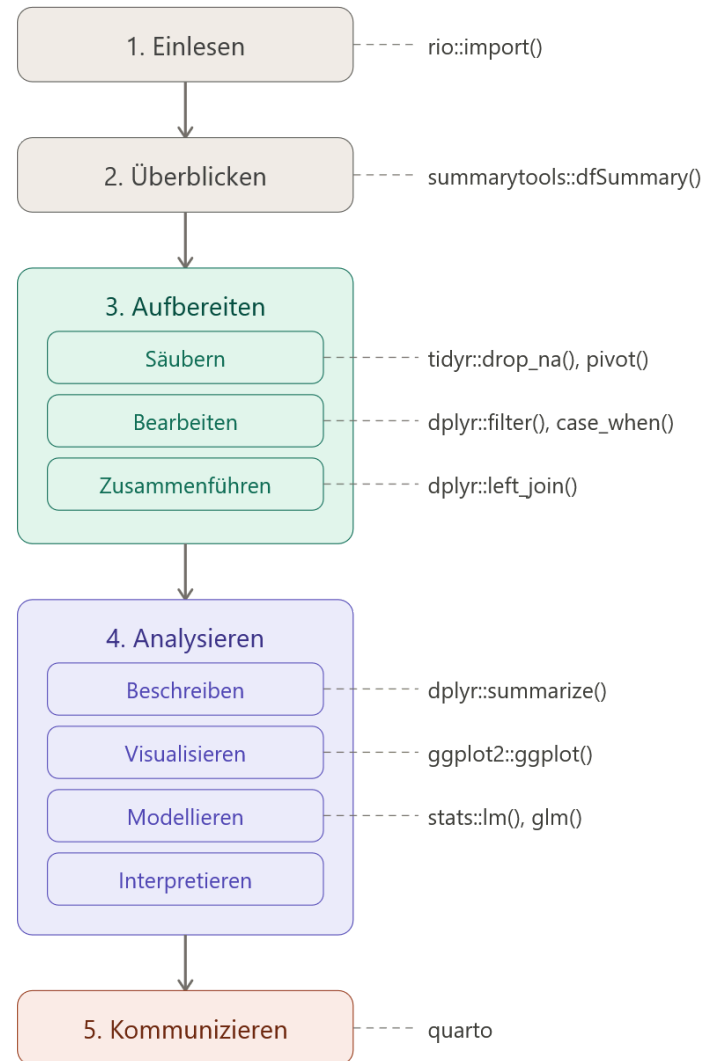 1. Einlesen
rio::import()
2. Überblicken
summarytools::dfSummary()
3. Aufbereiten
Säubern
tidyr::drop_na(), pivot()
Bearbeiten
dplyr::filter(), case_when()
Zusammenführen
dplyr::left_join()
4. Analysieren
Beschreiben
dplyr::summarize()
Visualisieren
ggplot2::ggplot()
Modellieren
stats::lm(), glm()
Interpretieren
5. Kommunizieren
quarto